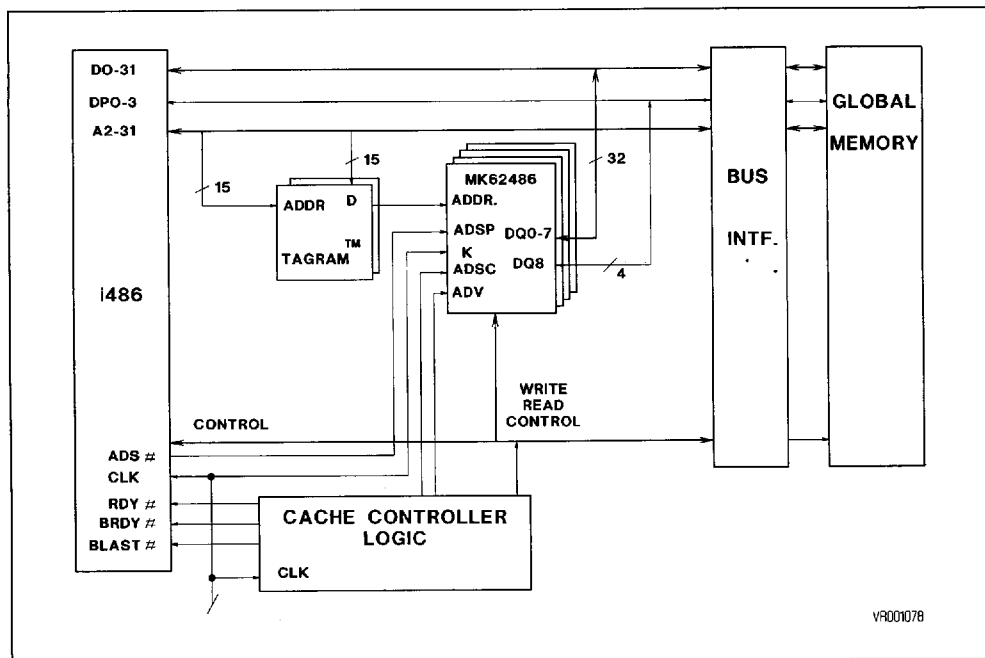 DO-31
DPO-3
A2-31
i486
15
15
ADDR
D
TAGRAM™
MK62486
ADDR.
ADSP
K
ADSC
ADV
DQ0-7
DQ8
32
4
BUS
INTF.
GLOBAL
MEMORY
WRITE
READ
CONTROL
CONTROL
ADS #
CLK
RDY #
BRDY #
BLAST #
CACHE CONTROLLER
LOGIC
CLK
VR001078